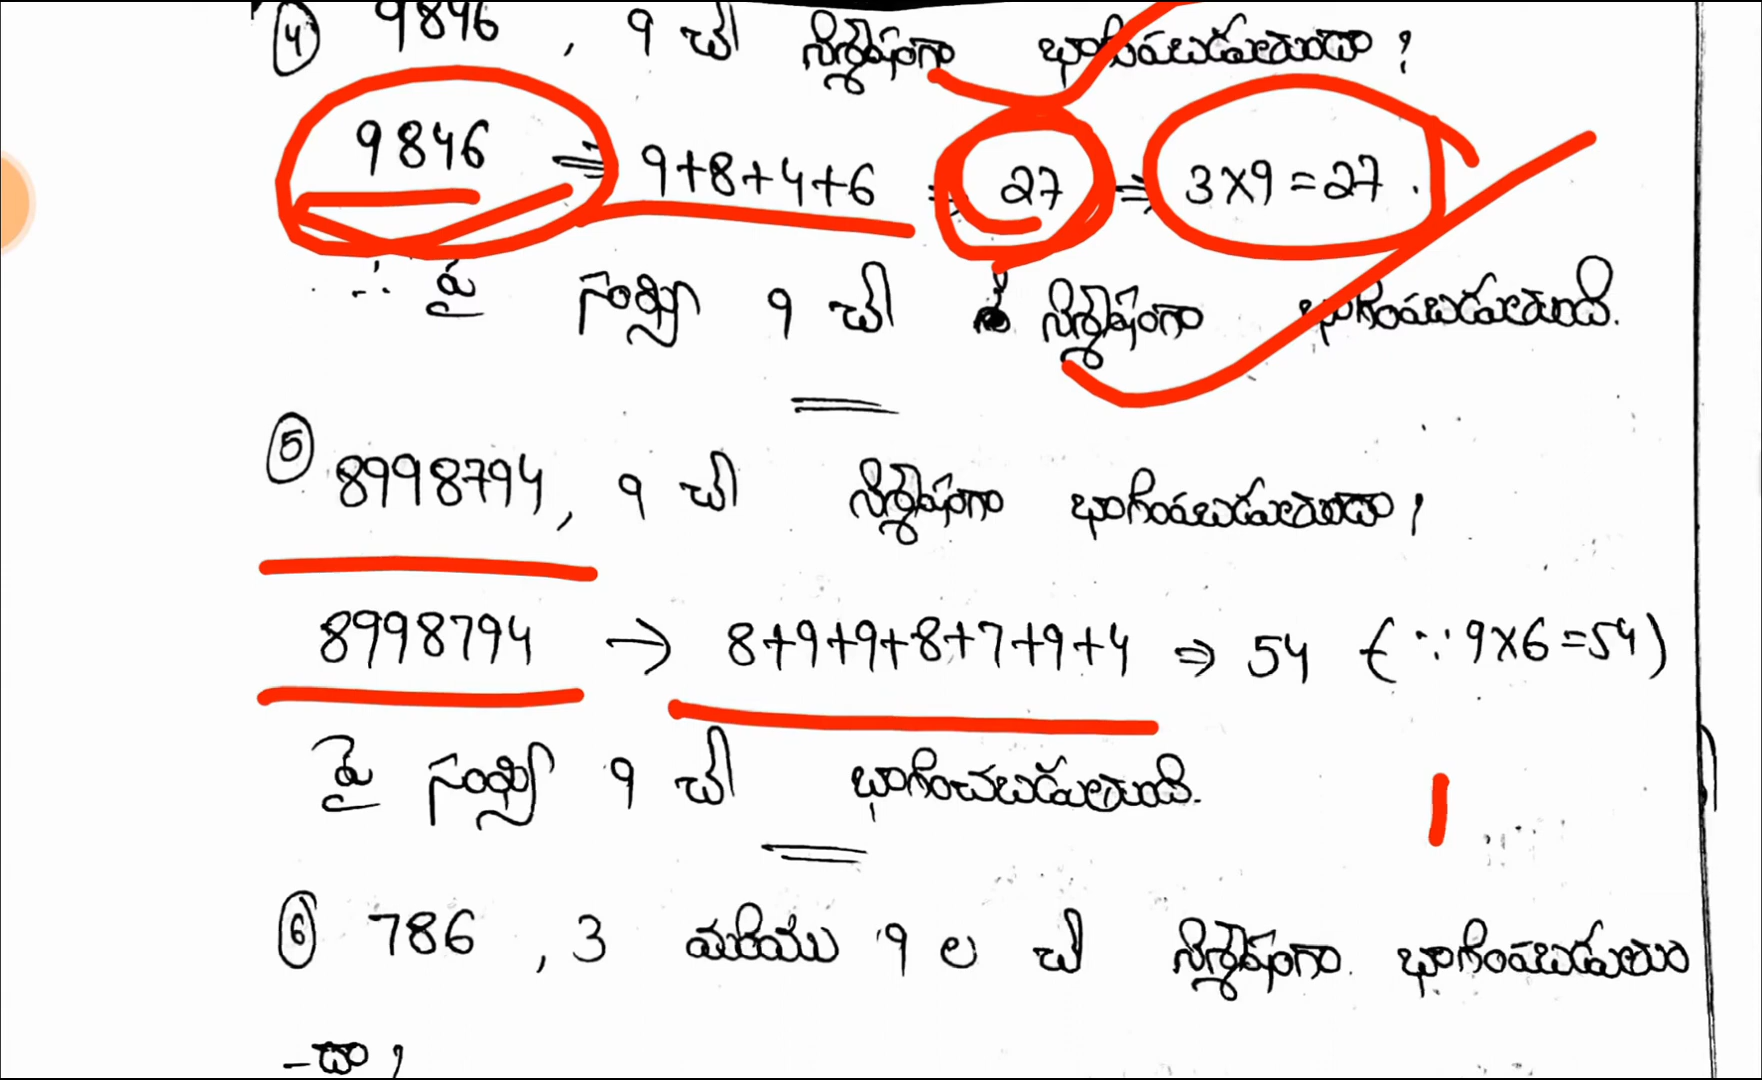 ④ 9846, 9 చే నిశ్శేషంగా భాగింపబడుతుందా?
9846 ⇒ 9+8+4+6 ⇒ 27 ⇒ 3×9=27.
∴ పై సంఖ్య 9 చే నిశ్శేషంగా భాగింపబడుతుంది.
⑤ 8998794, 9 చే నిశ్శేషంగా భాగింపబడుతుందా?
8998794 → 8+9+9+8+7+9+4 ⇒ 54 (∵ 9×6=54)
పై సంఖ్య 9 చే భాగించబడుతుంది.
⑥ 786, 3 మరియు 9 ల చే నిశ్శేషంగా భాగింపబడుతుం
-దా?